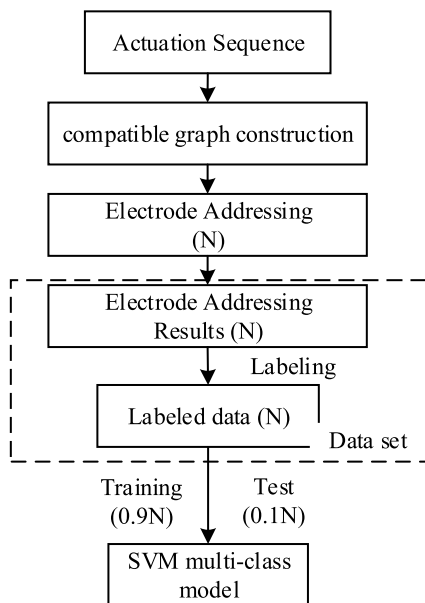 Actuation Sequence
compatible graph construction
Electrode Addressing
(N)
Electrode Addressing
Results (N)
Labeling
Labeled data (N)
Data set
Training
(0.9N)
Test
(0.1N)
SVM multi-class
model